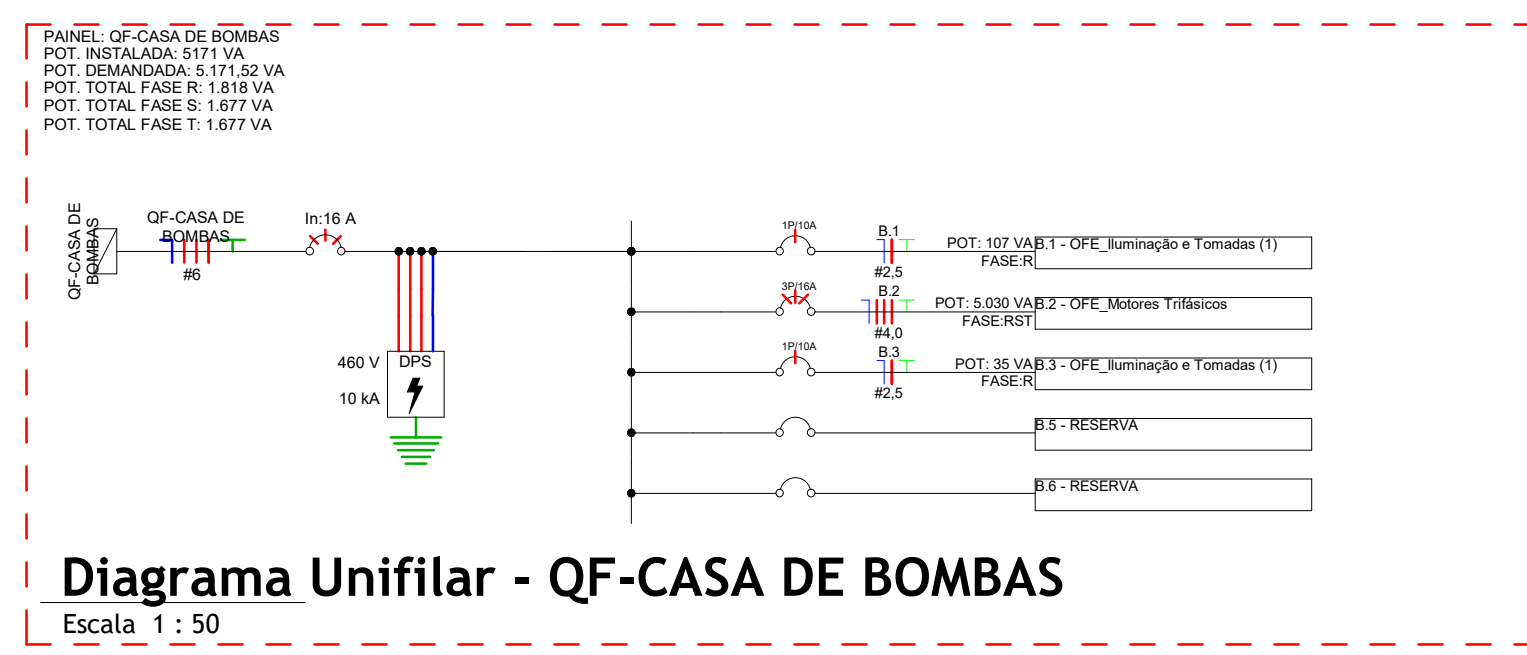 PAINEL: QF-CASA DE BOMBAS
POT. INSTALADA: 5171 VA
POT. DEMANDADA: 5.171,52 VA
POT. TOTAL FASE R: 1.818 VA
POT. TOTAL FASE S: 1.677 VA
POT. TOTAL FASE T: 1.677 VA
QF-CASA DE
BOMBAS
QF-CASA DE
BOMBAS
#6
In:16 A
460 V
DPS
10 kA
1P/10A
B.1
#2,5
POT: 107 VA
FASE:R
B.1 - OFE_Iluminação e Tomadas (1)
3P/16A
B.2
#4,0
POT: 5.030 VA
FASE:RST
B.2 - OFE_Motores Trifásicos
1P/10A
B.3
#2,5
POT: 35 VA
FASE:R
B.3 - OFE_Iluminação e Tomadas (1)
B.5 - RESERVA
B.6 - RESERVA
Diagrama Unifilar - QF-CASA DE BOMBAS
Escala 1 : 50